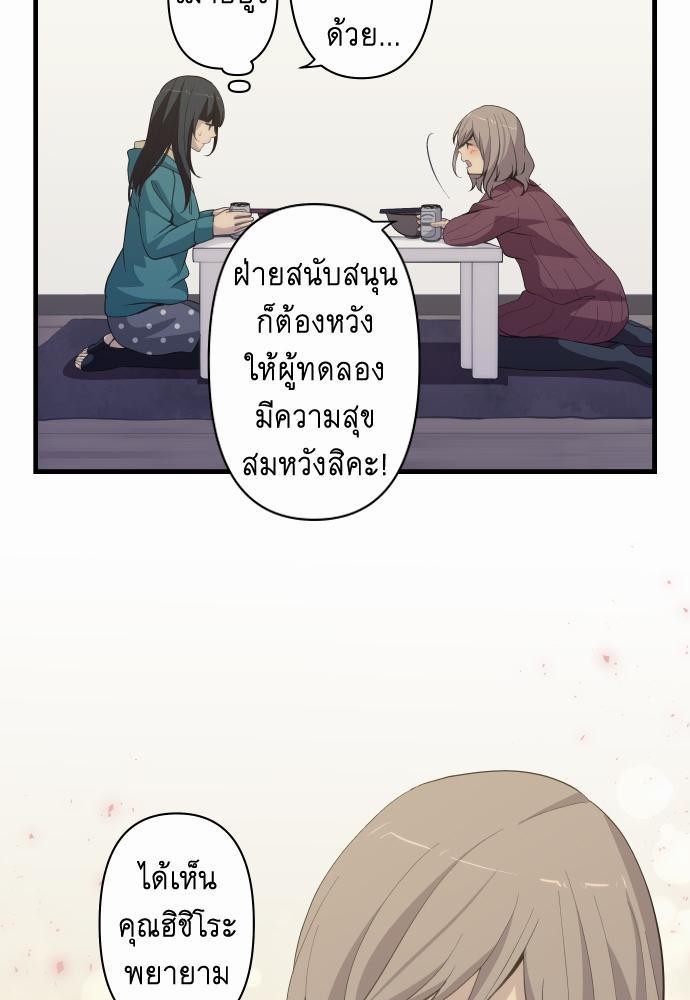 ด้วย...
ฝ่ายสนับสนุน
ก็ต้องหวัง
ให้ผู้ทดลอง
มีความสุข
สมหวังสิคะ!
ได้เห็น
คุณฮิชิโระ
พยายาม